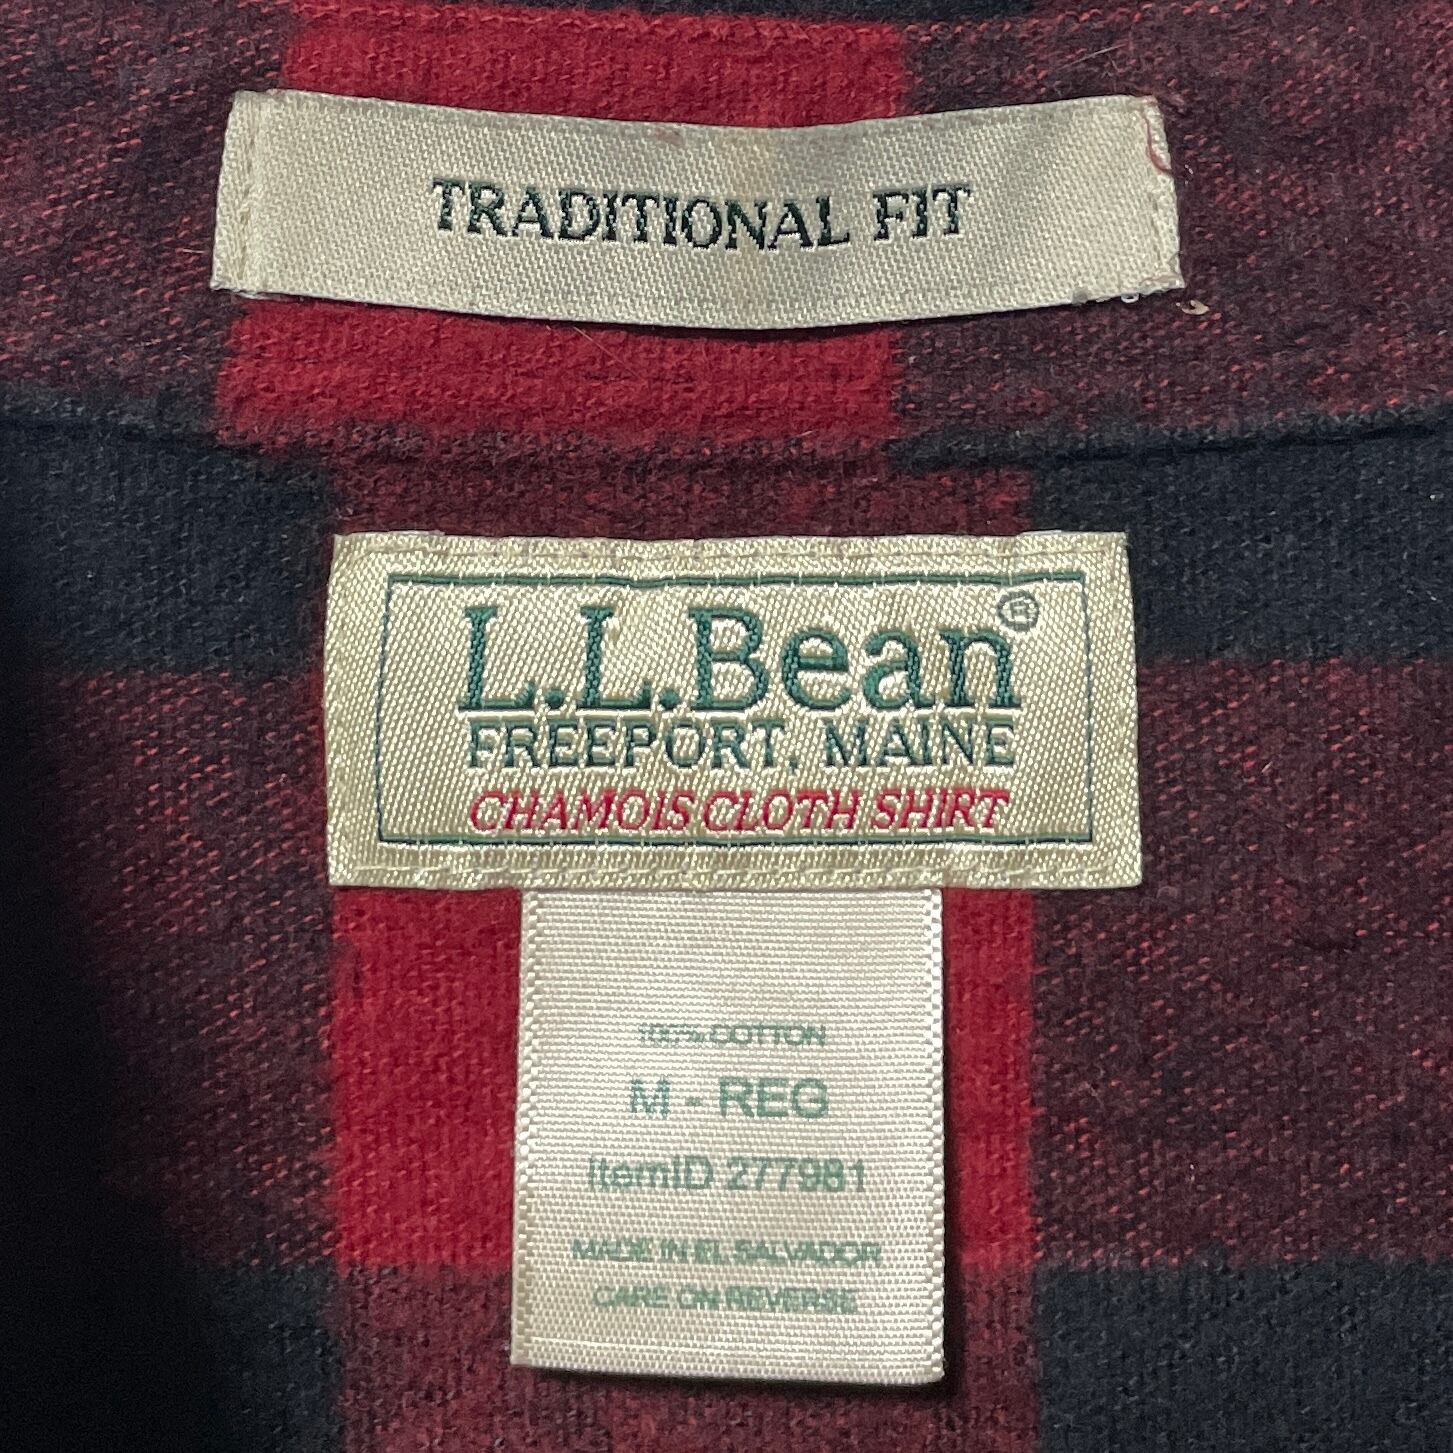 TRADITIONAL FIT
L.L.Bean®
FREEPORT, MAINE
CHAMOIS CLOTH SHIRT
100% COTTON
M - REG
itemID 277981
MADE IN EL SALVADOR
CARE ON REVERSE